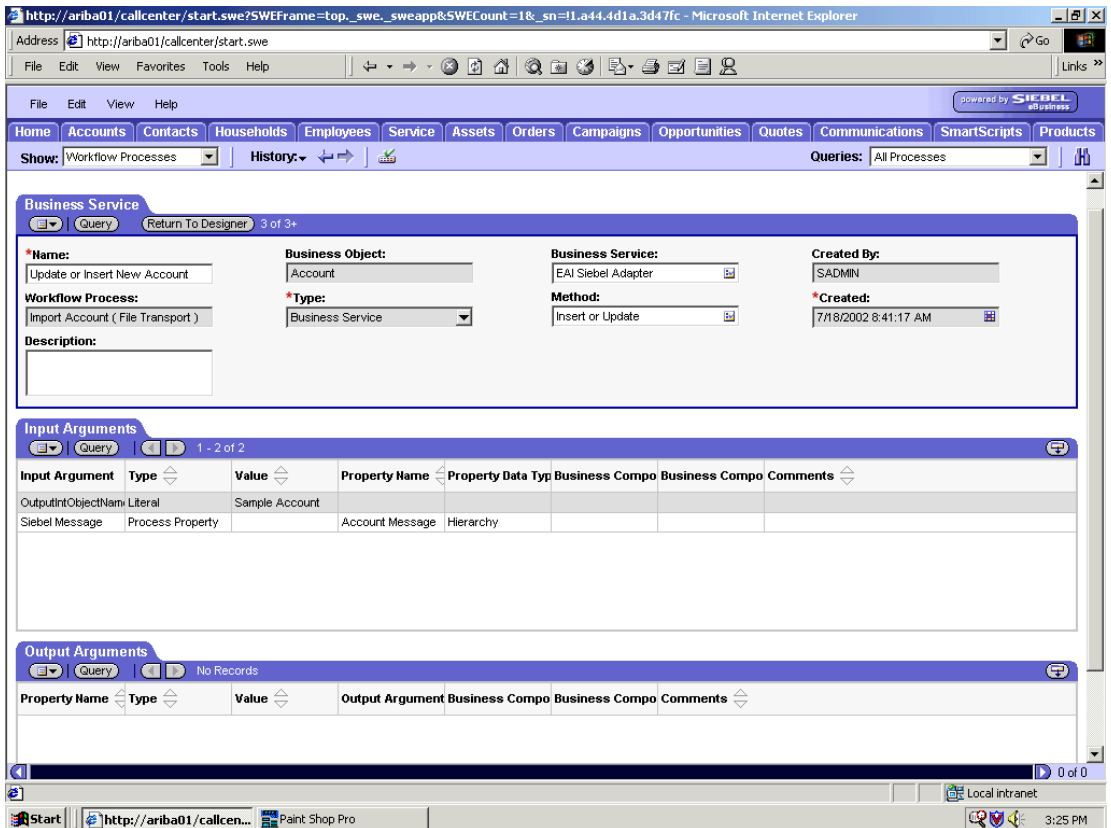 http://ariba01/callcenter/start.swe?SWEFrame=top._swe._sweapp&SWECount=1&_sn=!1.a44.4d1a.3d47fc - Microsoft Internet Explorer
Address http://ariba01/callcenter/start.swe Go
File Edit View Favorites Tools Help Links »
File Edit View Help powered by SIEBEL eBusiness
Home Accounts Contacts Households Employees Service Assets Orders Campaigns Opportunities Quotes Communications SmartScripts Products
Show: Workflow Processes History: Queries: All Processes
Business Service
Query Return To Designer 3 of 3+
*Name: Business Object: Business Service: Created By:
Update or Insert New Account Account EAI Siebel Adapter SADMIN
Workflow Process: *Type: Method: *Created:
Import Account ( File Transport ) Business Service Insert or Update 7/18/2002 8:41:17 AM
Description:
Input Arguments
Query 1 - 2 of 2
Input Argument Type Value Property Name Property Data Typ Business Compo Business Compo Comments
OutputIntObjectNam Literal Sample Account
Siebel Message Process Property Account Message Hierarchy
Output Arguments
Query No Records
Property Name Type Value Output Argument Business Compo Business Compo Comments
0 of 0
Local intranet
Start http://ariba01/callcen... Paint Shop Pro 3:25 PM